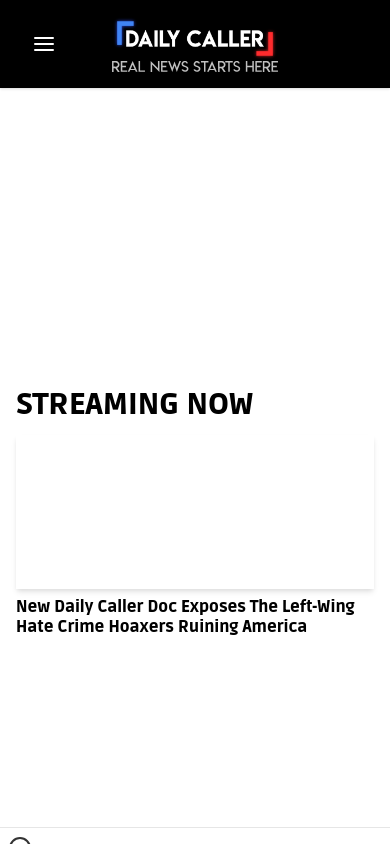 DAILY CALLER
REAL NEWS STARTS HERE
STREAMING NOW
New Daily Caller Doc Exposes The Left-Wing
Hate Crime Hoaxers Ruining America